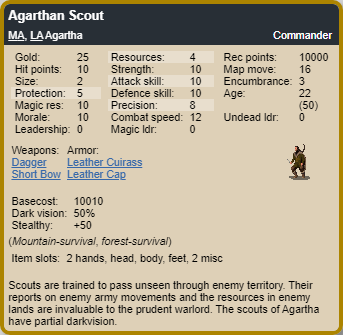 Agarthan Scout
MA, LA Agartha Commander
Gold: 25 Resources: 4 Rec points: 10000
Hit points: 10 Strength: 10 Map move: 16
Size: 2 Attack skill: 10 Encumbrance: 3
Protection: 5 Defence skill: 10 Age: 22
Magic res: 10 Precision: 8 (50)
Morale: 10 Combat speed: 12 Undead ldr: 0
Leadership: 0 Magic ldr: 0
Weapons: Armor:
Dagger Leather Cuirass
Short Bow Leather Cap
Basecost: 10010
Dark vision: 50%
Stealthy: +50
(Mountain-survival, forest-survival)
Item slots: 2 hands, head, body, feet, 2 misc
Scouts are trained to pass unseen through enemy territory. Their
reports on enemy army movements and the resources in enemy
lands are invaluable to the prudent warlord. The scouts of Agartha
have partial darkvision.